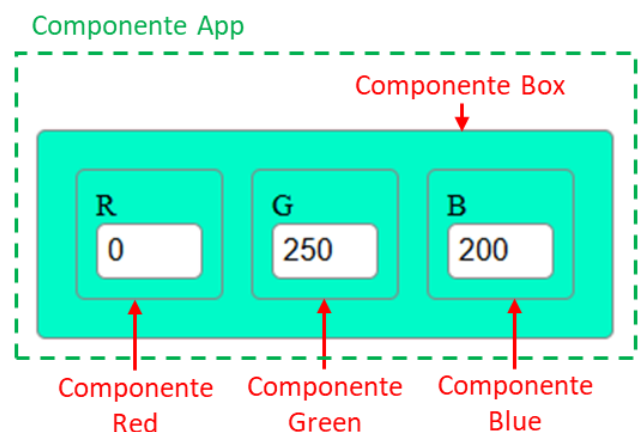 Componente App
Componente Box
R G B
0 250 200
Componente Componente Componente
Red Green Blue